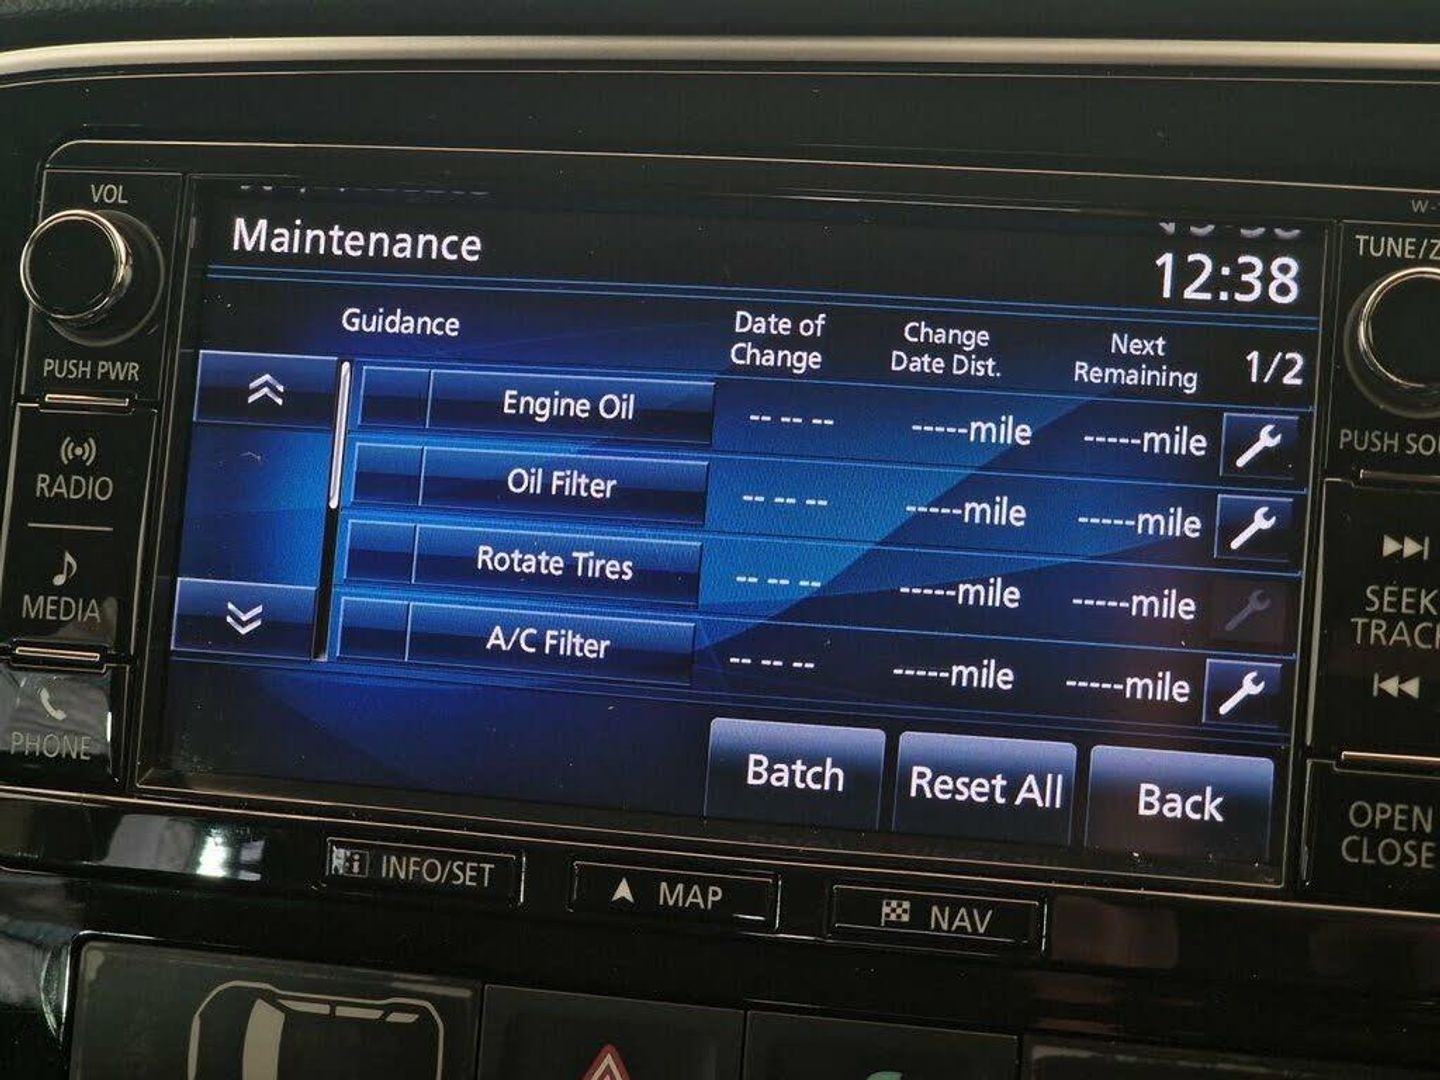 VOL
W-
Maintenance
12:38
TUNE/Z
Guidance
Date of
Change
Change
Date Dist.
Next
Remaining
1/2
PUSH PWR
Engine Oil
-- -- --
-----mile
-----mile
PUSH SOU
RADIO
Oil Filter
-- -- --
-----mile
-----mile
Rotate Tires
-- -- --
-----mile
-----mile
SEEK
TRACK
MEDIA
A/C Filter
-- -- --
-----mile
-----mile
PHONE
Batch
Reset All
Back
OPEN
CLOSE
INFO/SET
MAP
NAV